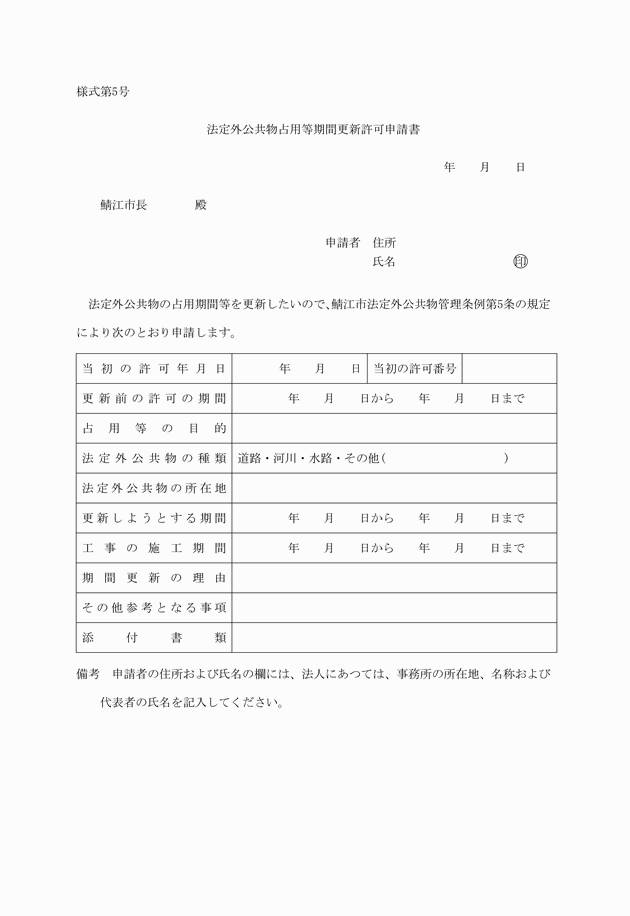 様式第5号
法定外公共物占用等期間更新許可申請書
年　　月　　日
鯖江市長　　　　殿
申請者　住所
氏名　　　　　　　　　　㊞
法定外公共物の占用期間等を更新したいので、鯖江市法定外公共物管理条例第5条の規定
により次のとおり申請します。
当初の許可年月日　　　　年　　月　　日　当初の許可番号
更新前の許可の期間　　　　年　　月　　日から　　年　　月　　日まで
占用等の目的
法定外公共物の種類　道路・河川・水路・その他(　　　　　　　　　　)
法定外公共物の所在地
更新しようとする期間　　　　年　　月　　日から　　年　　月　　日まで
工事の施工期間　　　　年　　月　　日から　　年　　月　　日まで
期間更新の理由
その他参考となる事項
添付書類
備考　申請者の住所および氏名の欄には、法人にあつては、事務所の所在地、名称および
代表者の氏名を記入してください。